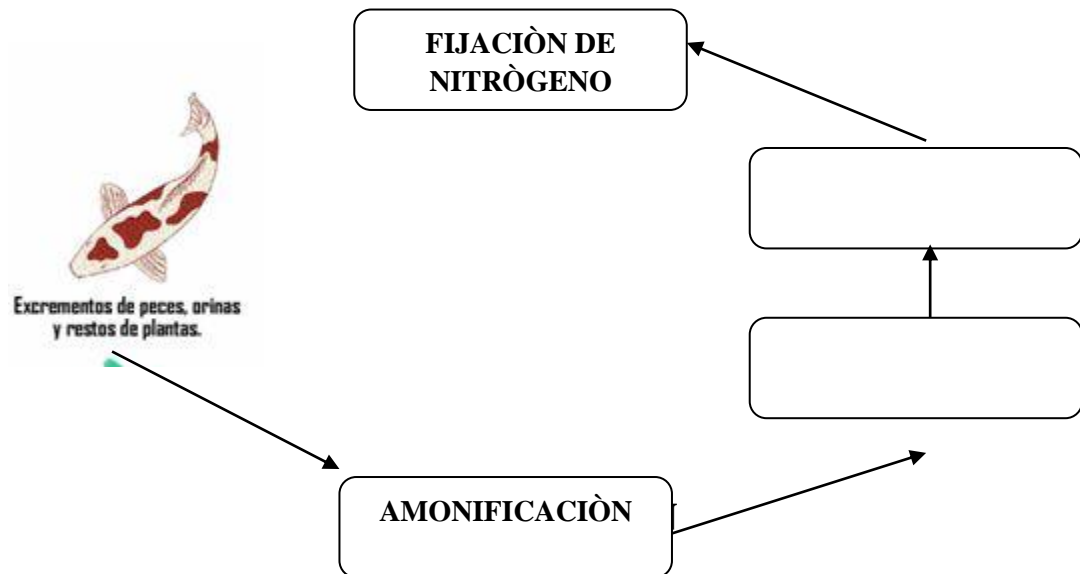 FIJACIÒN DE
NITRÒGENO
Excrementos de peces, orinas
y restos de plantas.
AMONIFICACIÒN